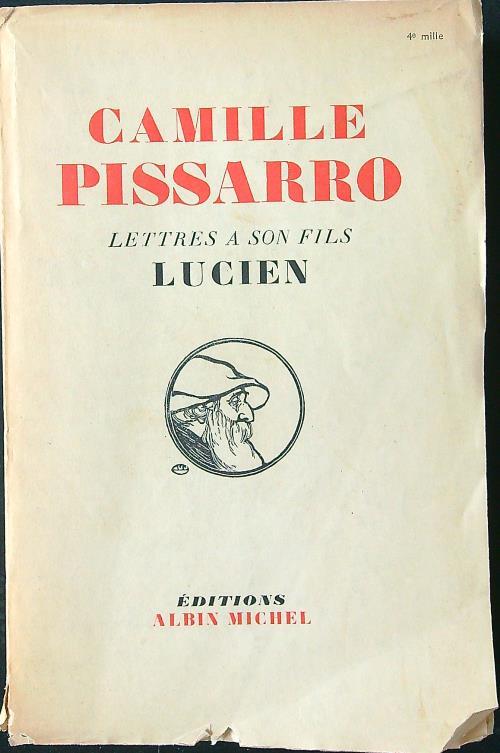 4e mille
CAMILLE
PISSARRO
LETTRES A SON FILS
LUCIEN
ÉDITIONS
ALBIN MICHEL